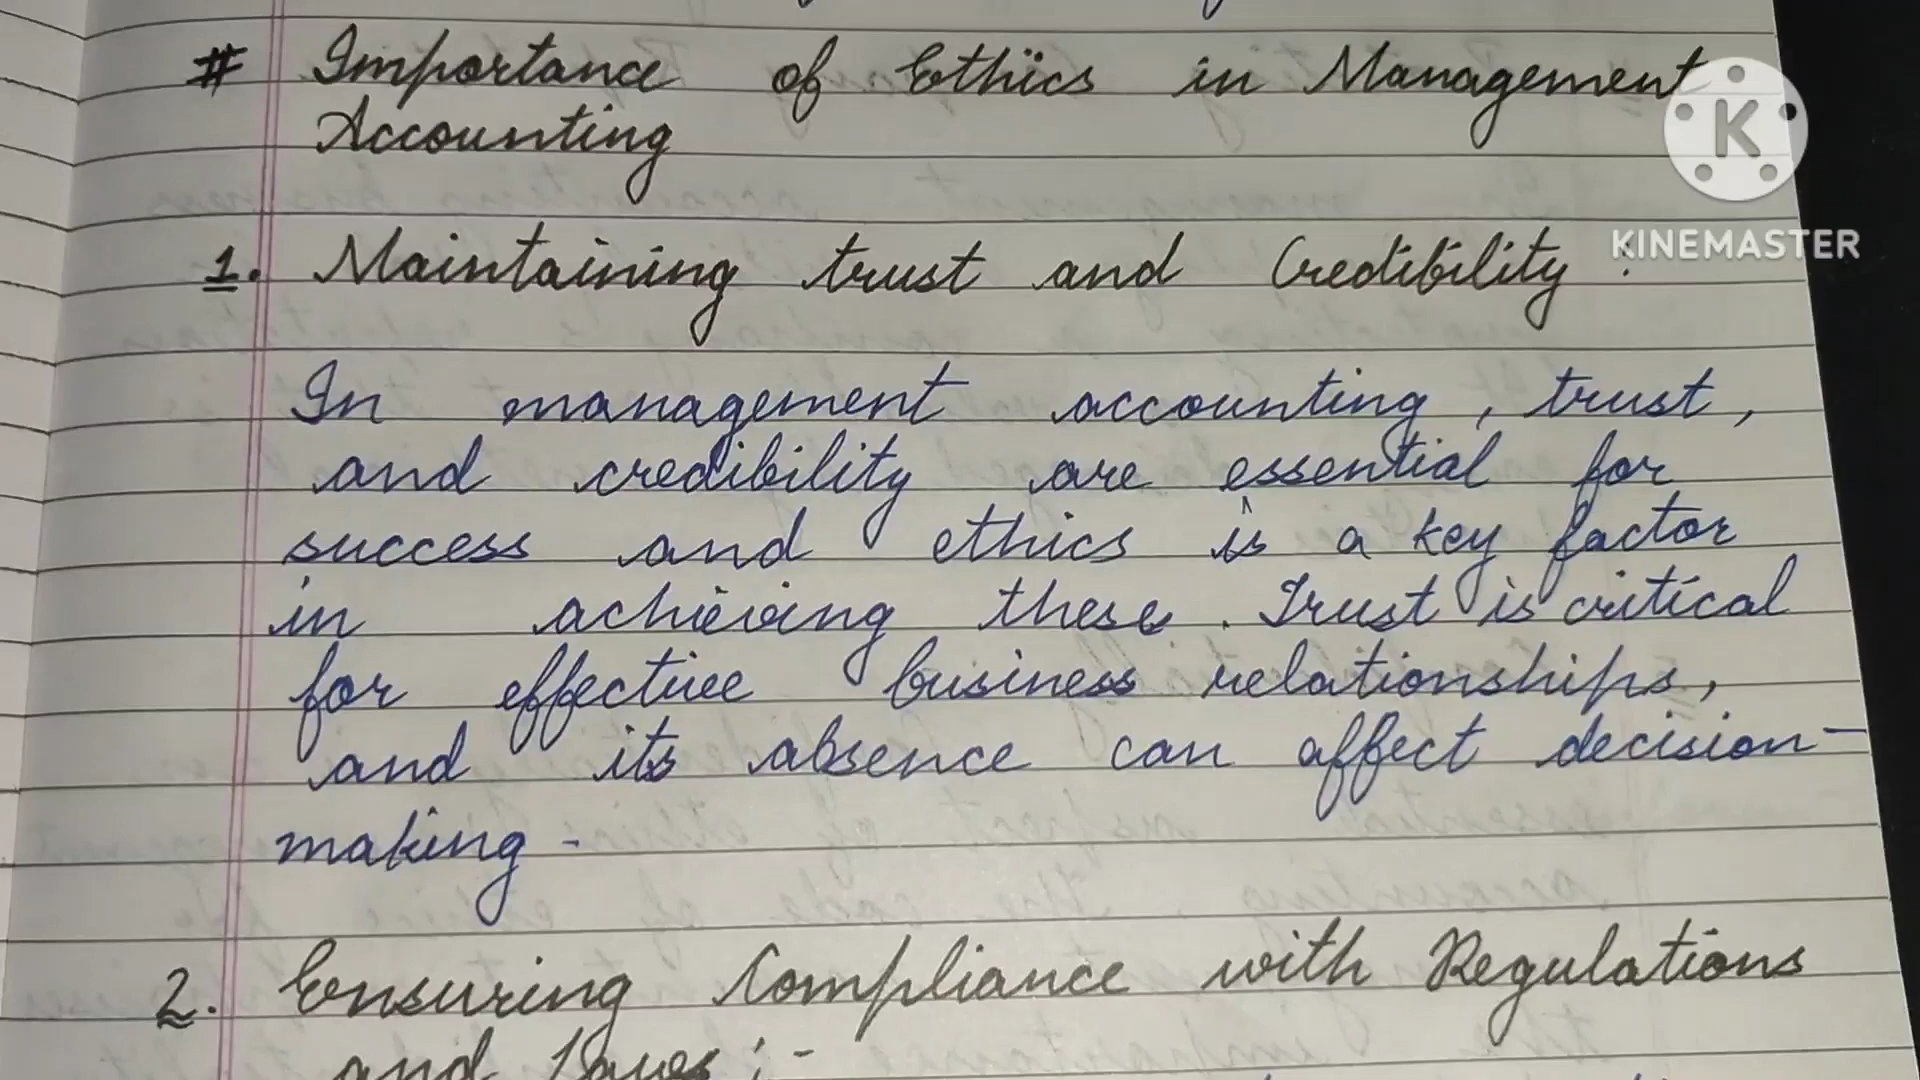 # Importance of Ethics in Management
Accounting
K
KINEMASTER
1. Maintaining trust and Credibility :
In management accounting, trust,
and credibility are essential for
success and ethics is a key factor
in achieving these. Trust is critical
for effective business relationships,
and its absence can affect decision-
making -
2. Ensuring Compliance with Regulations
and Laws :-